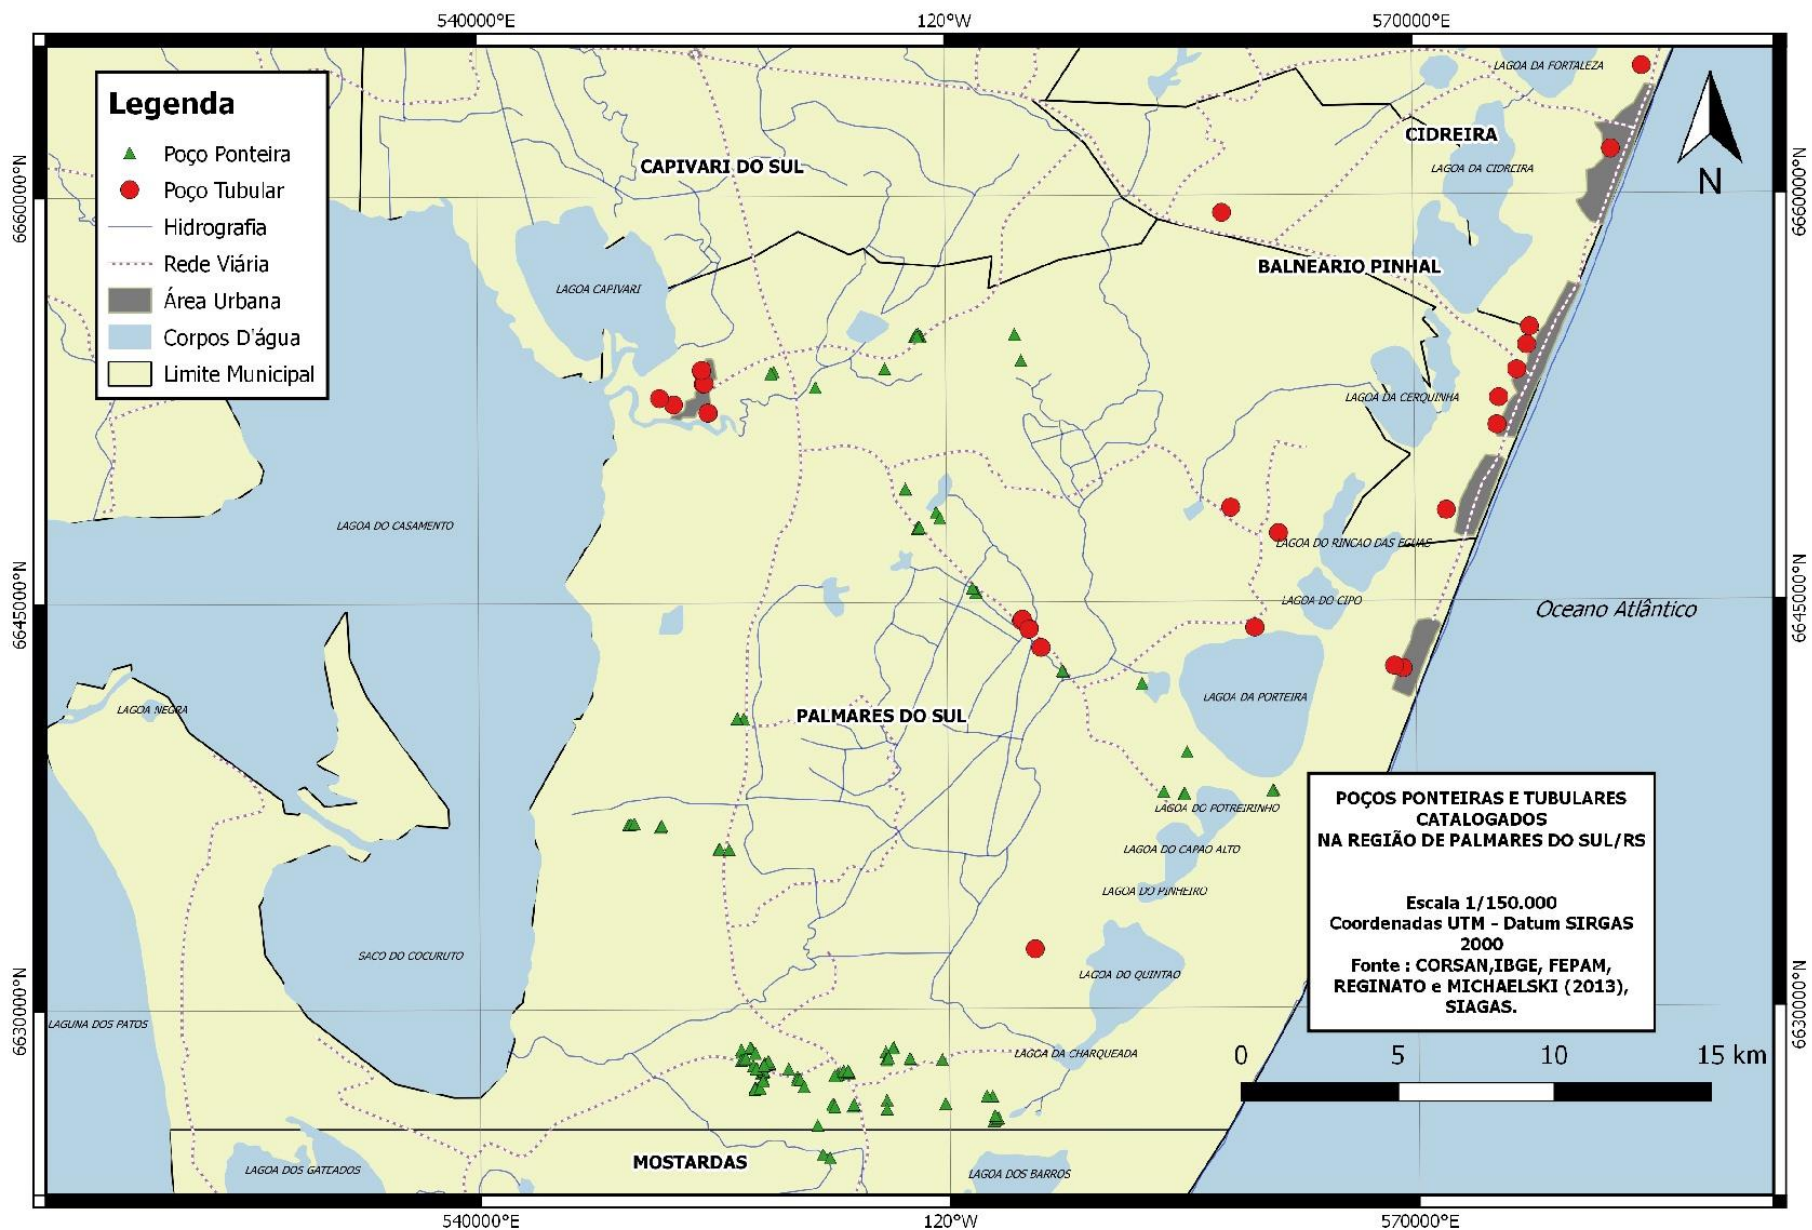 540000°E
120°W
570000°E
Legenda
Poço Ponteira
Poço Tubular
Hidrografia
Rede Viária
Área Urbana
Corpos D'água
Limite Municipal
LAGOA DA FORTALEZA
CIDREIRA
LAGOA DA CIDREIRA
CAPIVARI DO SUL
N
6660000°N
6660000°N
BALNEARIO PINHAL
LAGOA CAPIVARI
LAGOA DA CERQUINHA
LAGOA DO CASAMENTO
LAGOA DO RINCAO DAS EGUAS
LAGOA DO CIPO
Oceano Atlântico
6645000°N
6645000°N
LAGOA DA PORTEIRA
LAGOA NEGRA
PALMARES DO SUL
LAGOA DO POTREIRINHO
LAGOA DO CAPAO ALTO
LAGOA DO PINHEIRO
POÇOS PONTEIRAS E TUBULARES
CATALOGADOS
NA REGIÃO DE PALMARES DO SUL/RS
Escala 1/150.000
Coordenadas UTM - Datum SIRGAS
2000
Fonte : CORSAN,IBGE, FEPAM,
REGINATO e MICHAELSKI (2013),
SIAGAS.
SACO DO COCURUTO
LAGOA DO QUINTAO
6630000°N
6630000°N
LAGUNA DOS PATOS
LAGOA DA CHARQUEADA
0
5
10
15 km
MOSTARDAS
LAGOA DOS GATEADOS
LAGOA DOS BARROS
540000°E
120°W
570000°E